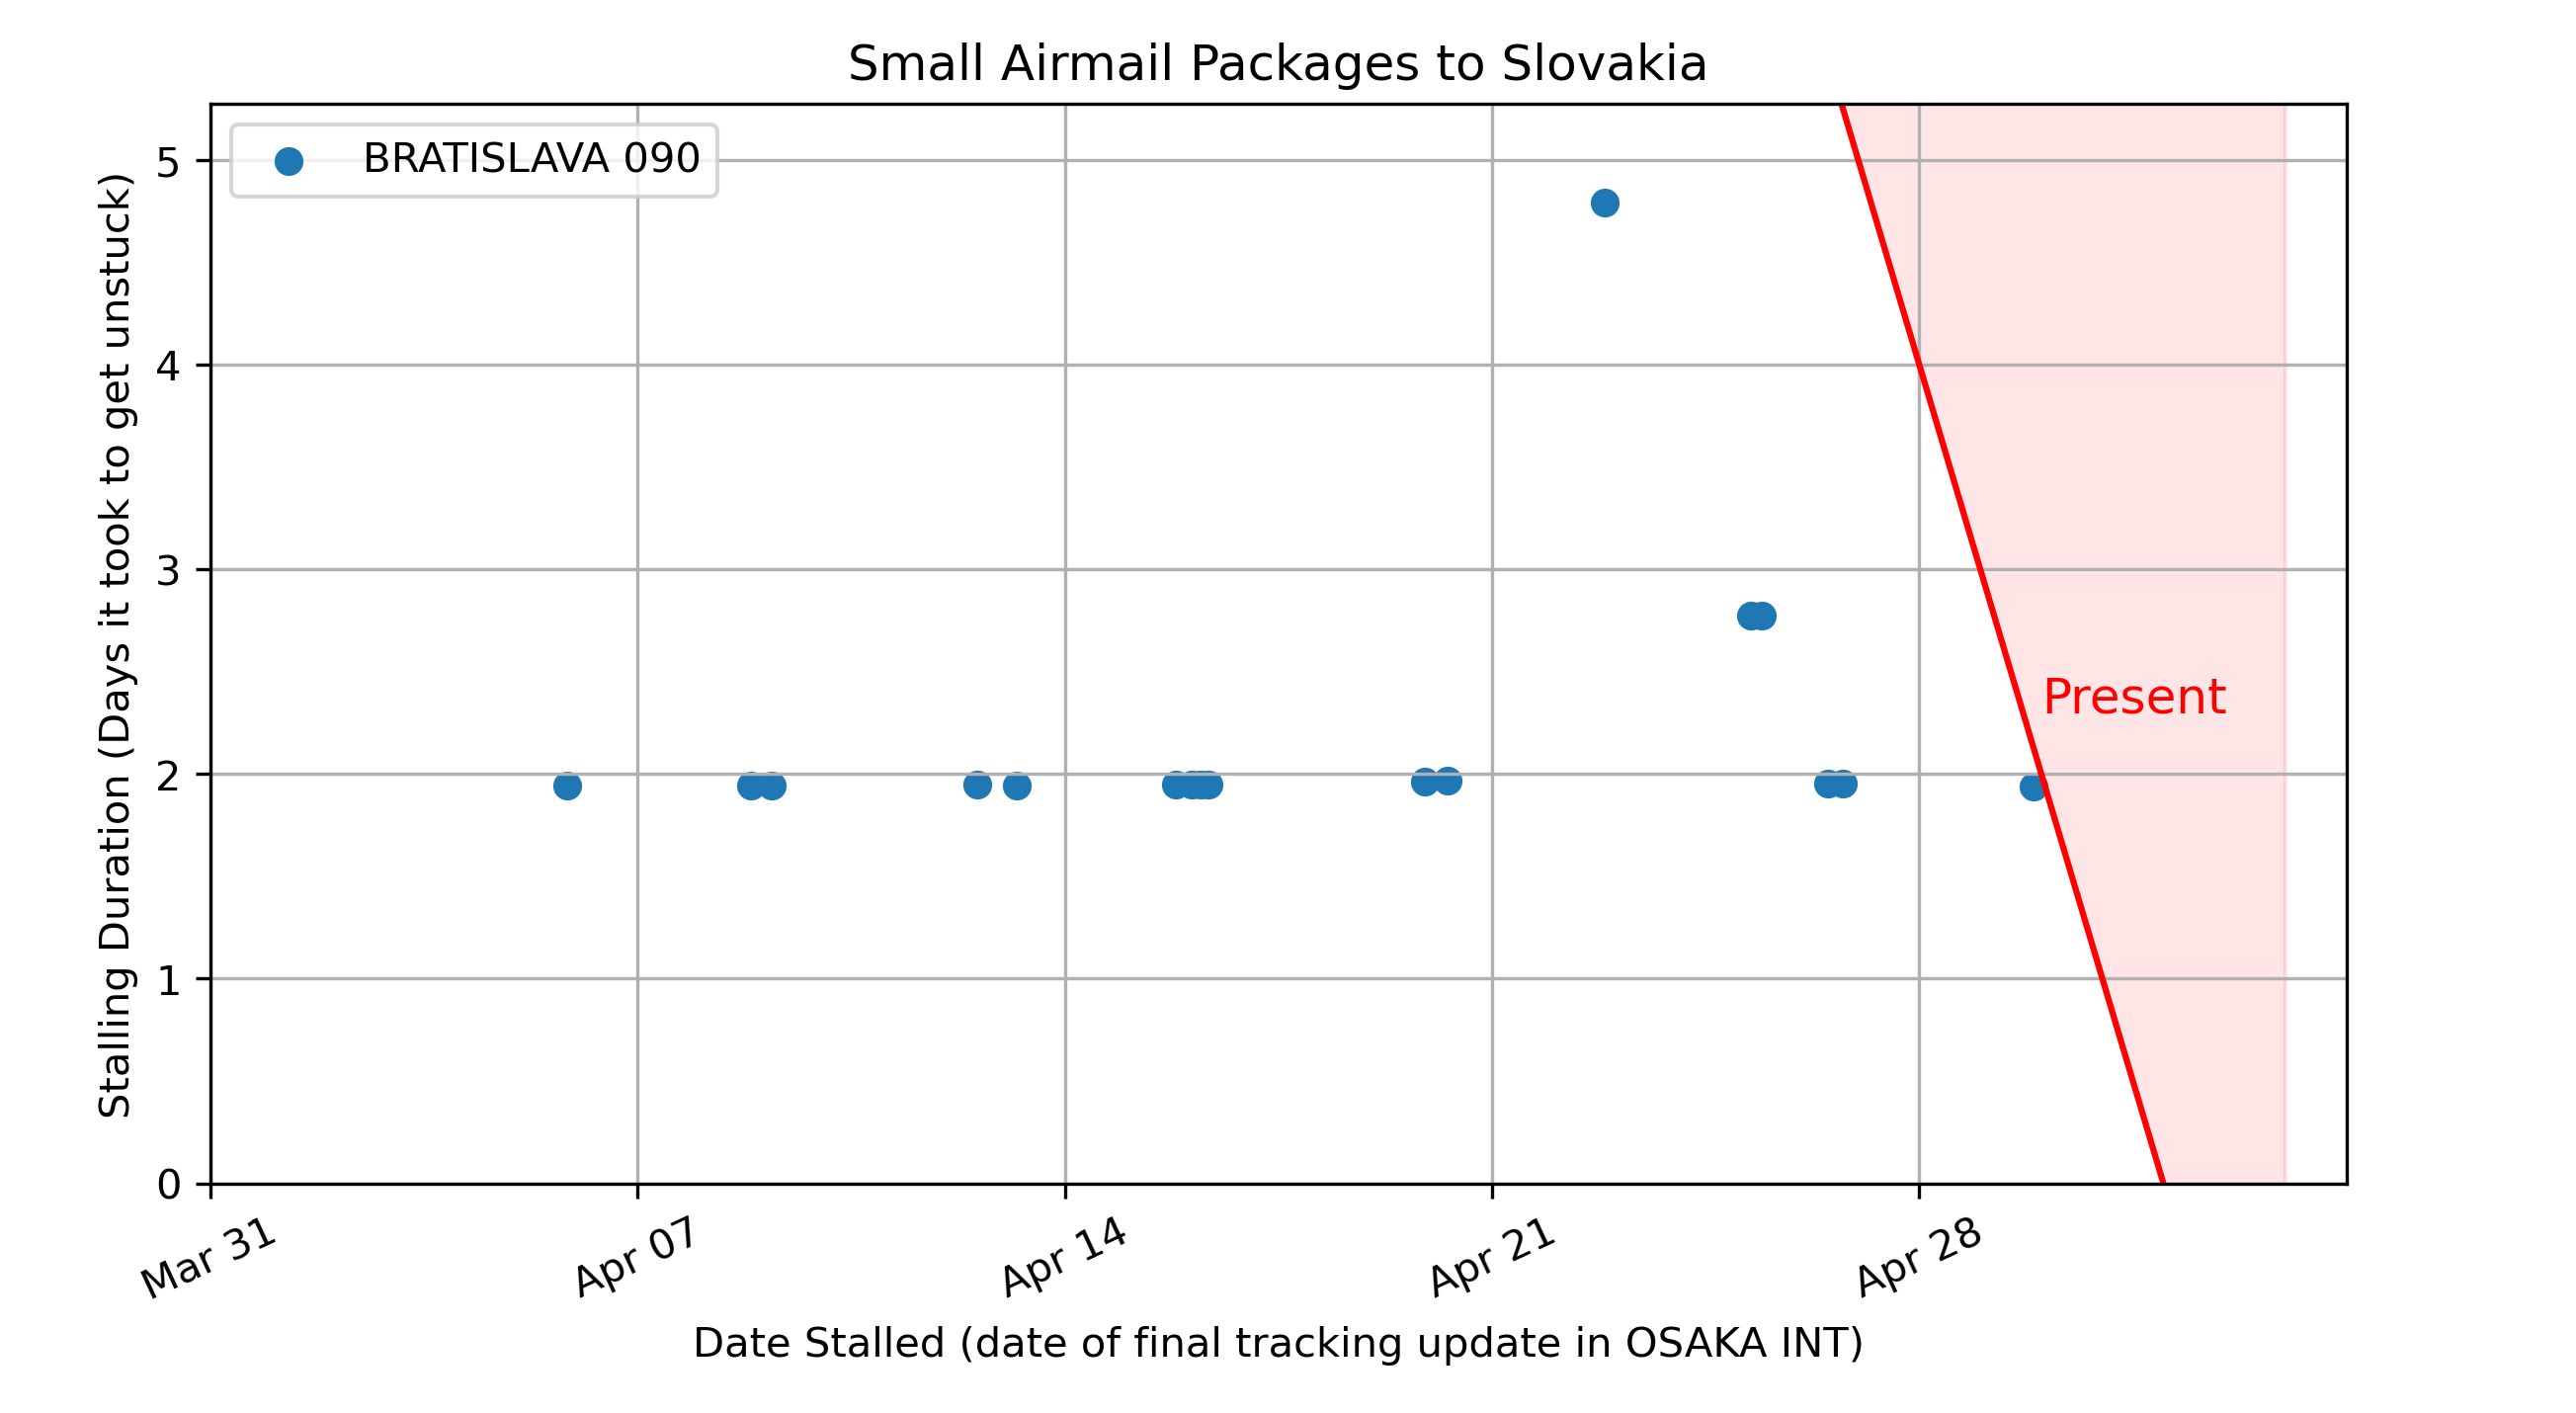 Small Airmail Packages to Slovakia
BRATISLAVA 090
Stalling Duration (Days it took to get unstuck)
5
4
3
2
1
0
Present
Mar 31
Apr 07
Apr 14
Apr 21
Apr 28
Date Stalled (date of final tracking update in OSAKA INT)